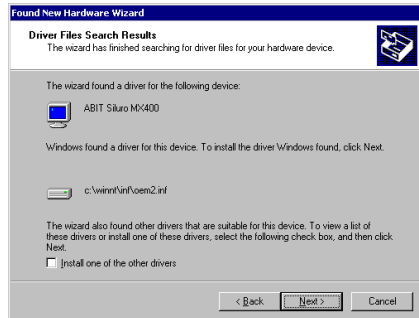 Found New Hardware Wizard
Driver Files Search Results
The wizard has finished searching for driver files for your hardware device.
The wizard found a driver for the following device:
ABIT Siluro MX400
Windows found a driver for this device. To install the driver Windows found, click Next.
c:\winnt\inf\oem2.inf
The wizard also found other drivers that are suitable for this device. To view a list of
these drivers or install one of these drivers, select the following check box, and then click
Next.
Install one of the other drivers
< Back
Next >
Cancel